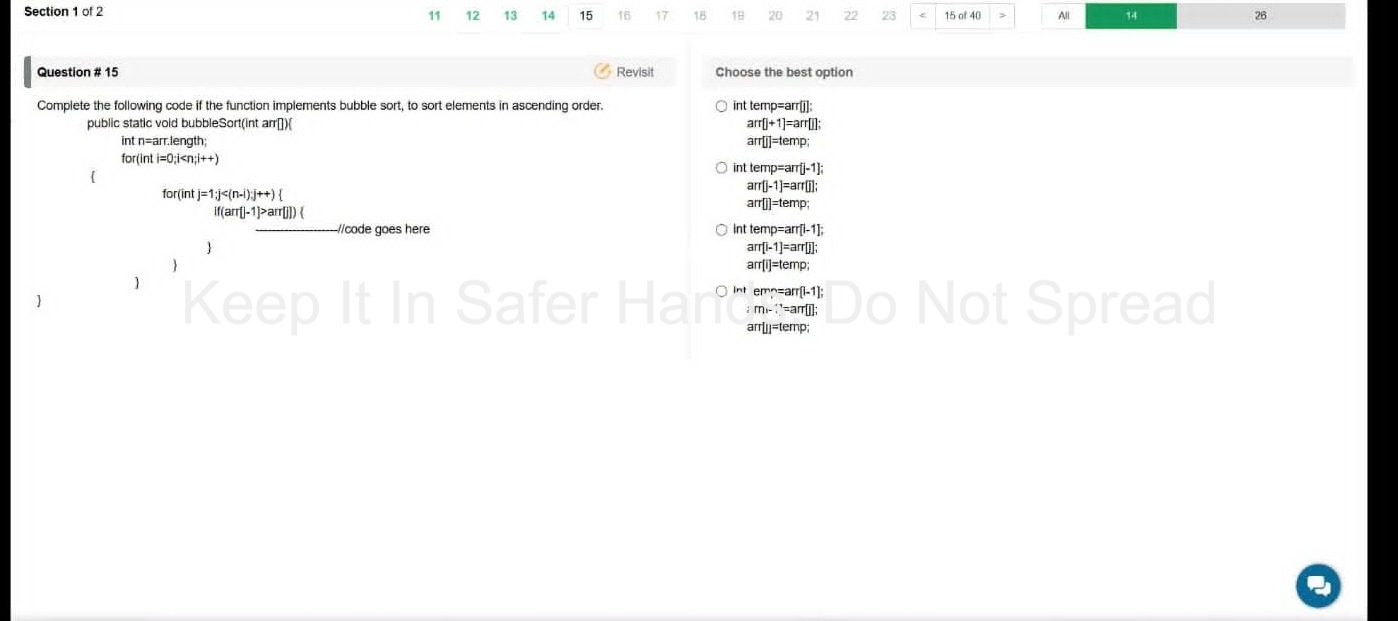 Section 1 of 2
11 12 13 14 15 16 17 18 19 20 21 22 23 < 15 of 40 > All 14 26
Question # 15
Revisit
Complete the following code if the function implements bubble sort, to sort elements in ascending order.
public static void bubbleSort(int arr[]){
int n=arr.length;
for(int i=0;i<n;i++)
{
for(int j=1;j<(n-i);j++) {
if(arr[j-1]>arr[j]) {
--------------------//code goes here
}
}
}
}
Choose the best option
int temp=arr[j];
arr[j+1]=arr[j];
arr[j]=temp;
int temp=arr[j-1];
arr[j-1]=arr[j];
arr[j]=temp;
int temp=arr[i-1];
arr[i-1]=arr[j];
arr[i]=temp;
=arr[i-1];
=arr[j];
=temp;
Keep It In Safer Hands Do Not Spread